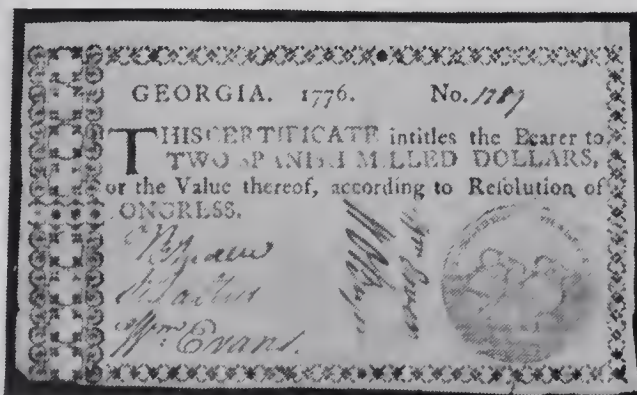 GEORGIA. 1776. No. 1787
THIS CERTIFICATE intitles the Bearer to
TWO SPANISH MILLED DOLLARS,
or the Value thereof, according to Reſolution of
CONGRESS.
Wm. Evans.